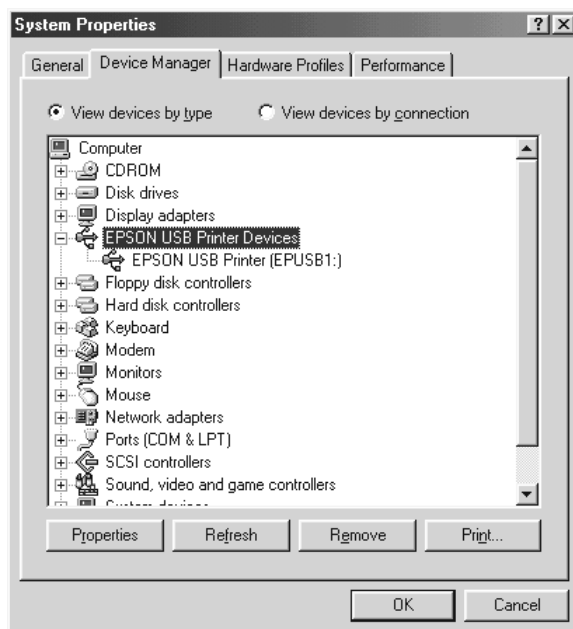 System Properties
General Device Manager Hardware Profiles Performance
View devices by type View devices by connection
Computer
CDROM
Disk drives
Display adapters
EPSON USB Printer Devices
EPSON USB Printer (EPUSB1:)
Floppy disk controllers
Hard disk controllers
Keyboard
Modem
Monitors
Mouse
Network adapters
Ports (COM & LPT)
SCSI controllers
Sound, video and game controllers
System devices
Properties Refresh Remove Print...
OK Cancel